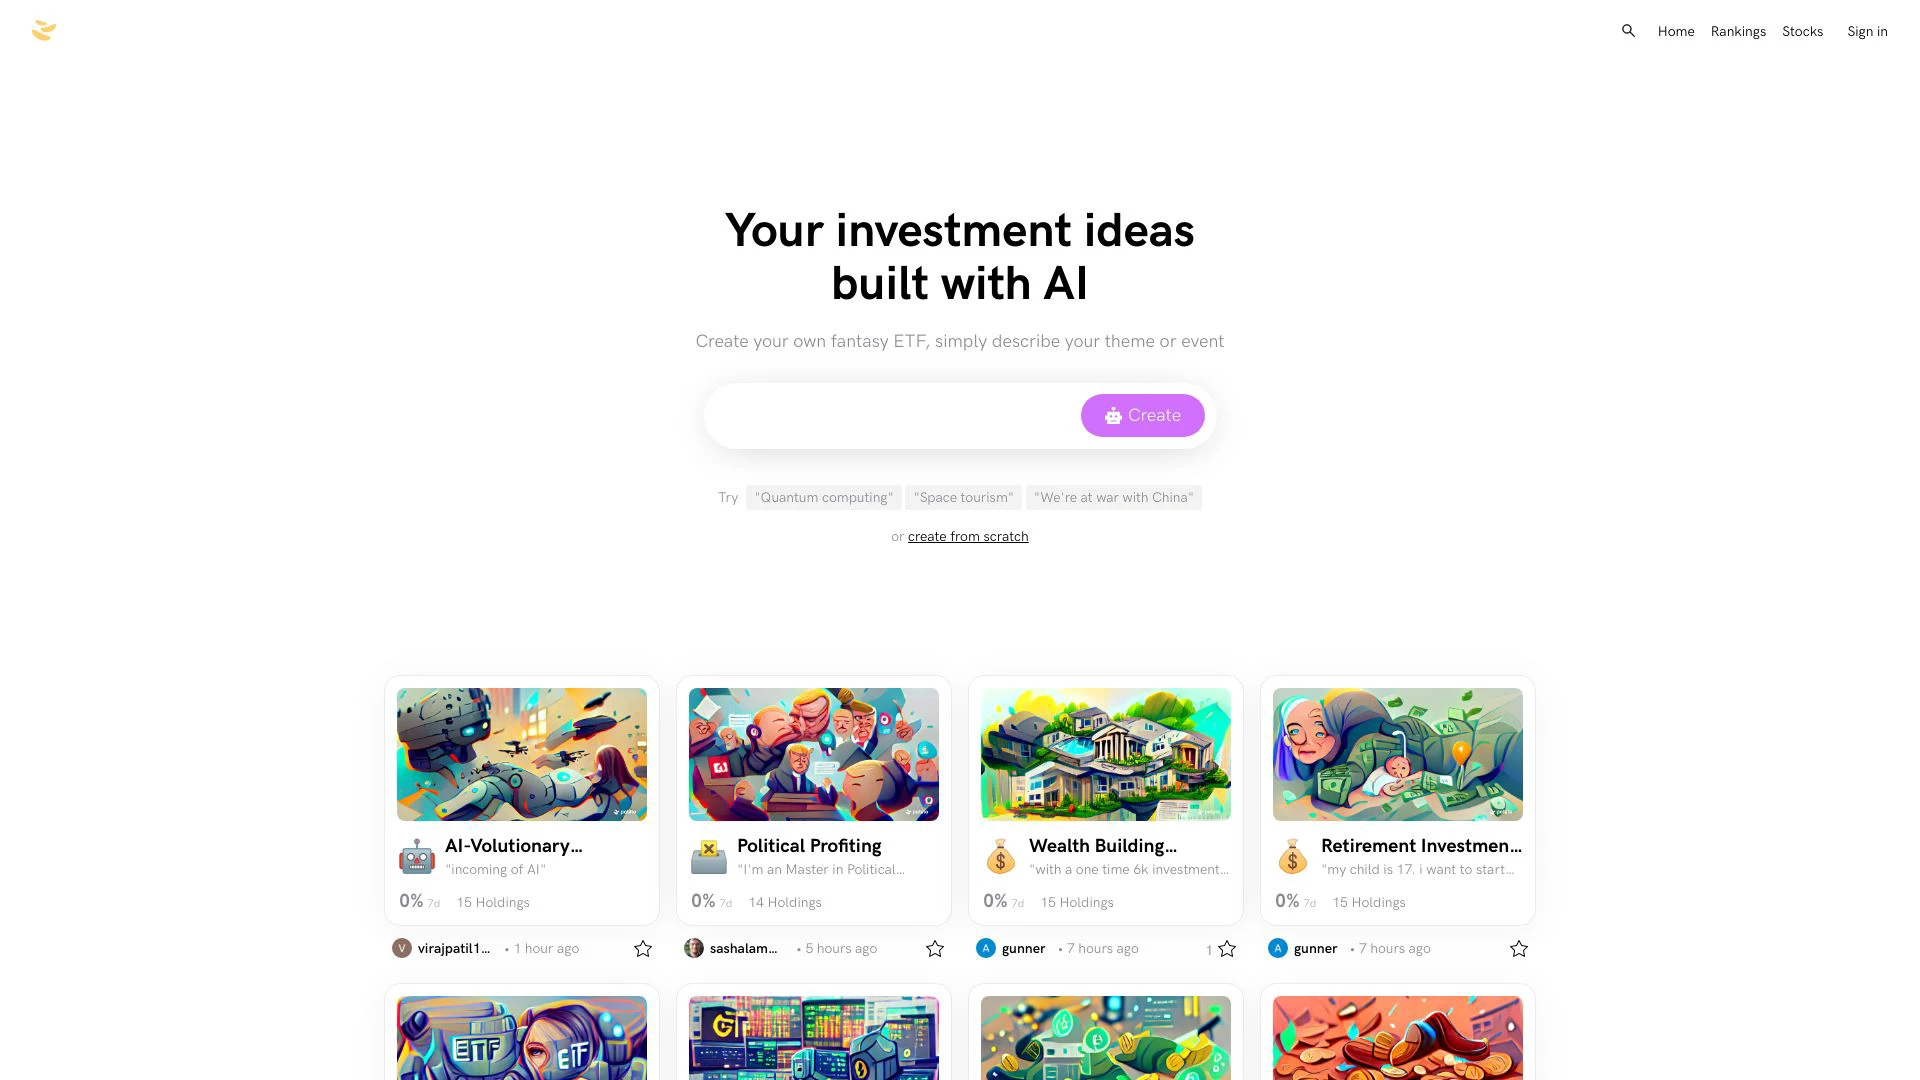 Home
Rankings
Stocks
Sign in
Your investment ideas
built with AI
Create your own fantasy ETF, simply describe your theme or event
Create
Try "Quantum computing" "Space tourism" "We're at war with China"
or create from scratch
AI-Volutionary...
"incoming of AI"
0% 7d 15 Holdings
V virajpatil1... • 1 hour ago
Political Profiting
"I'm an Master in Political...
0% 7d 14 Holdings
sashalam... • 5 hours ago
Wealth Building...
"with a one time 6k investment...
0% 7d 15 Holdings
A gunner • 7 hours ago 1
Retirement Investmen...
"my child is 17. i want to start...
0% 7d 15 Holdings
A gunner • 7 hours ago
ETF